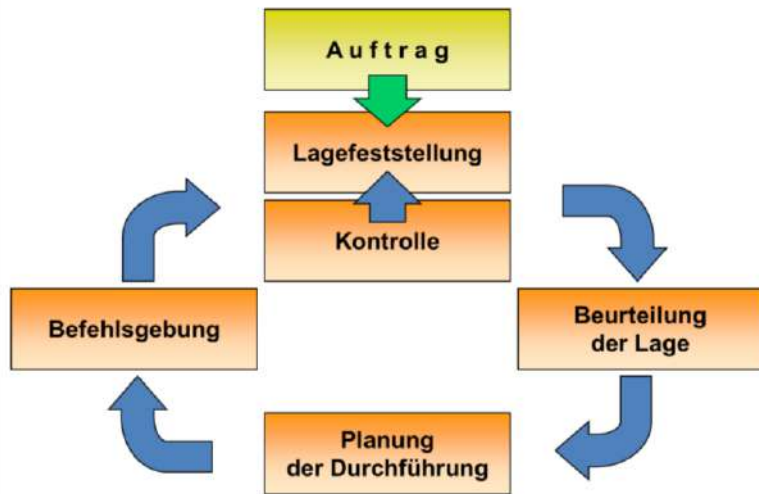 Auftrag
Lagefeststellung
Kontrolle
Befehlsgebung
Beurteilung
der Lage
Planung
der Durchführung